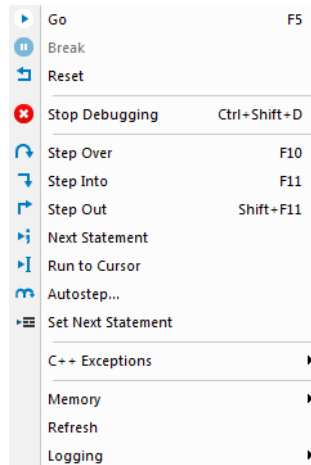 Go F5
Break
Reset
Stop Debugging Ctrl+Shift+D
Step Over F10
Step Into F11
Step Out Shift+F11
Next Statement
Run to Cursor
Autostep...
Set Next Statement
C++ Exceptions
Memory
Refresh
Logging